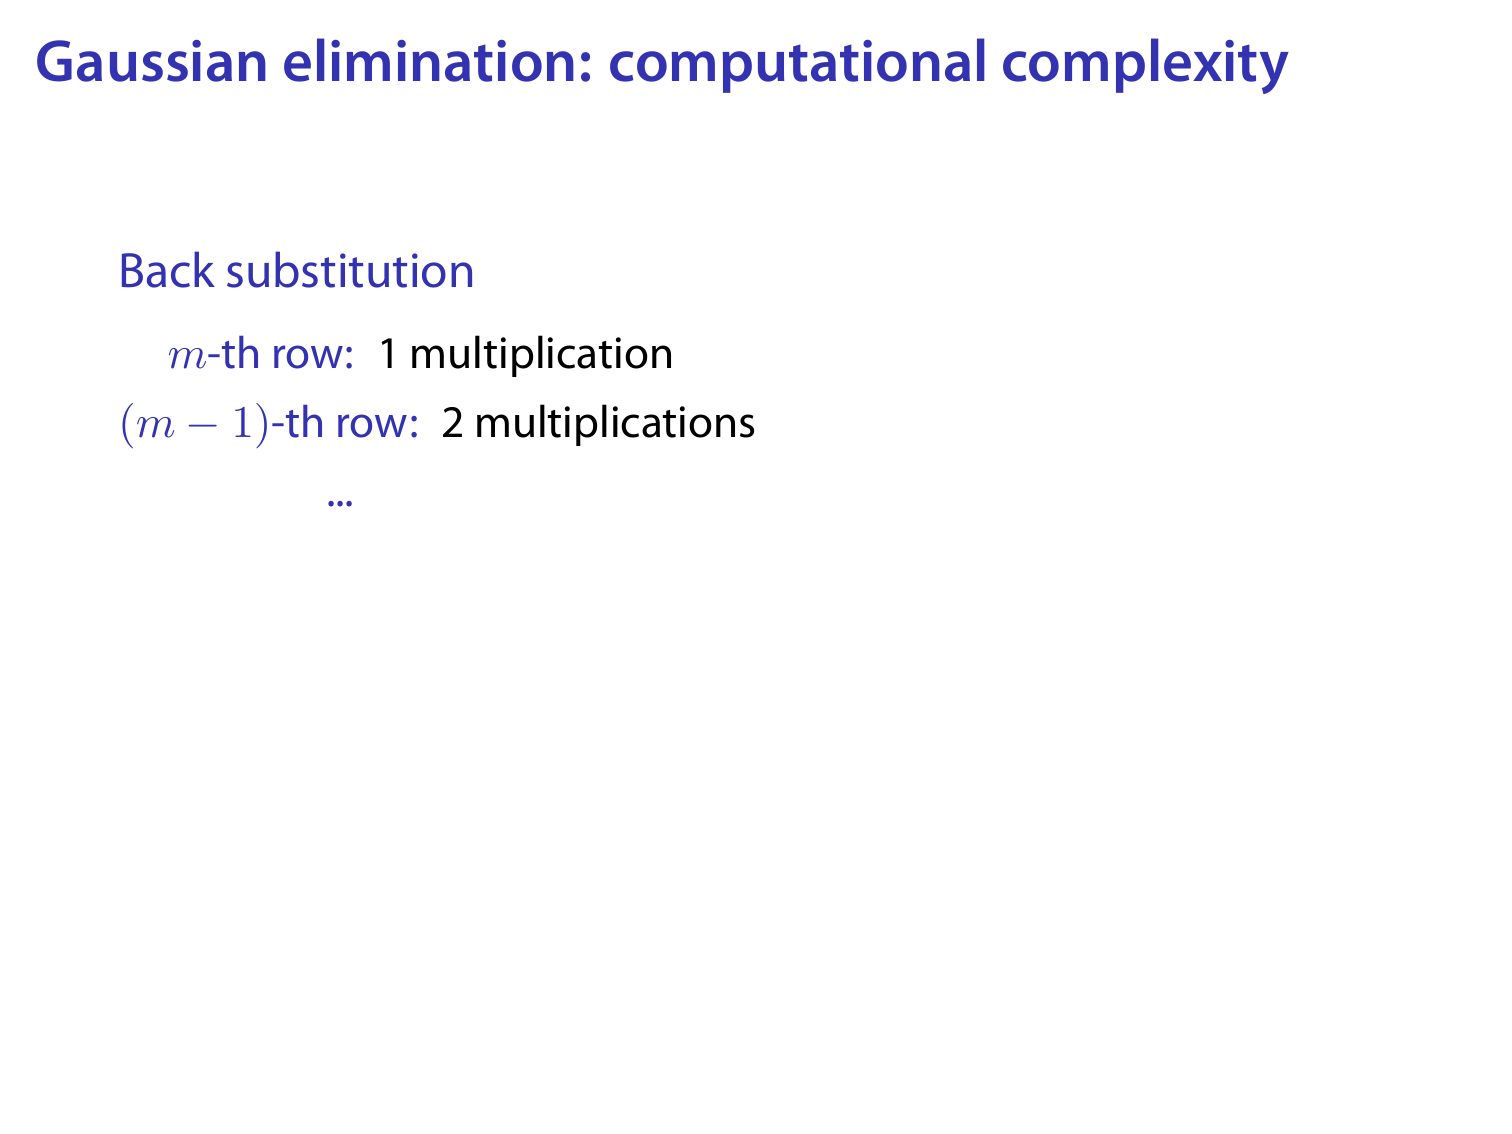 Gaussian elimination: computational complexity
Back substitution
m-th row: 1 multiplication
(m − 1)-th row: 2 multiplications
...